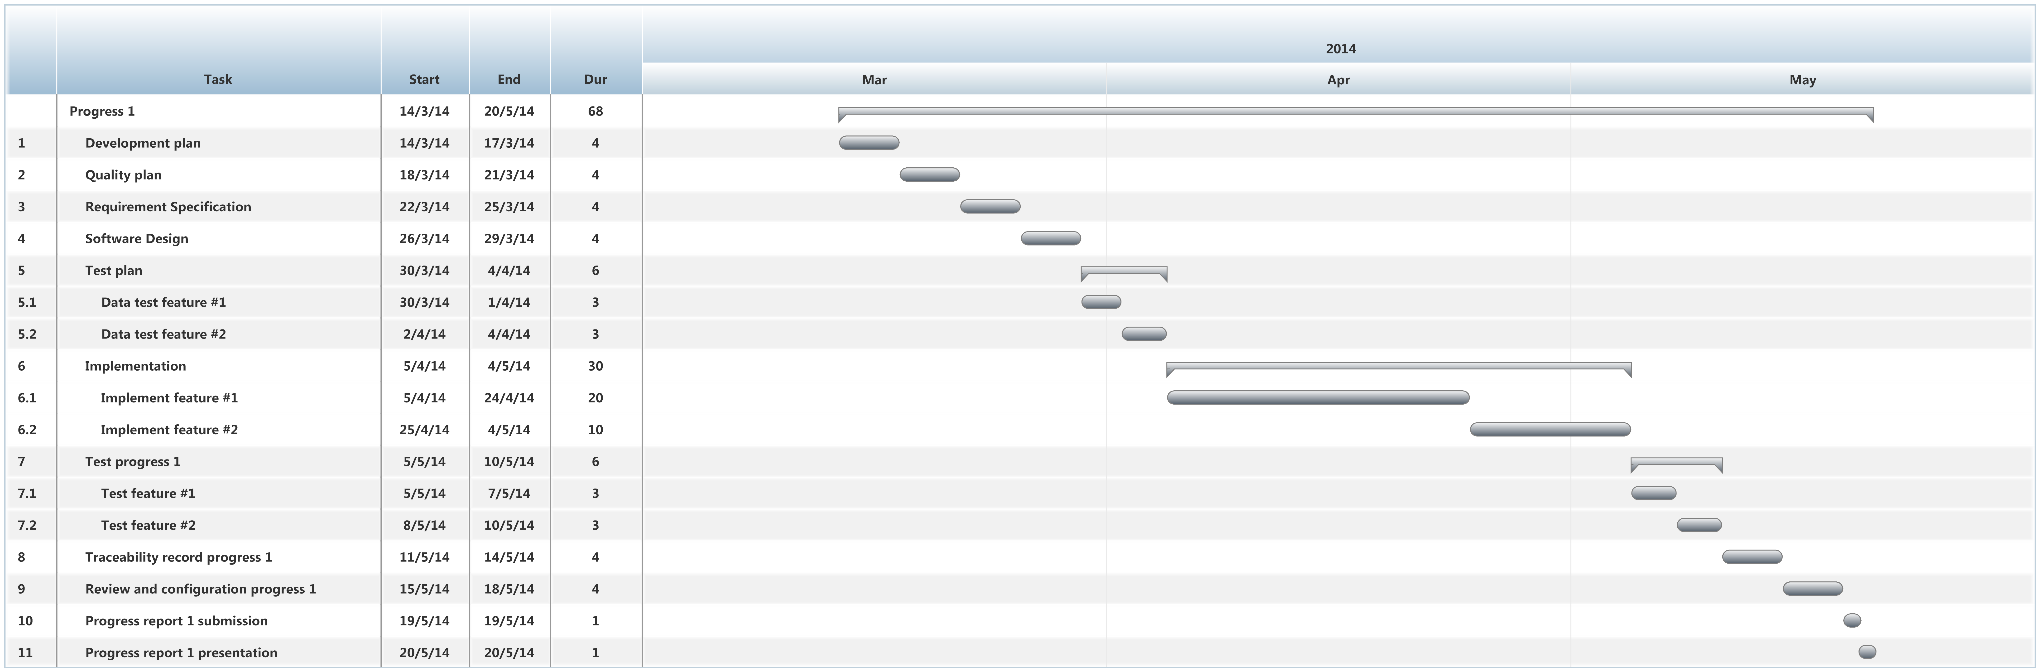 2014
Task Start End Dur Mar Apr May
Progress 1 14/3/14 20/5/14 68
1 Development plan 14/3/14 17/3/14 4
2 Quality plan 18/3/14 21/3/14 4
3 Requirement Specification 22/3/14 25/3/14 4
4 Software Design 26/3/14 29/3/14 4
5 Test plan 30/3/14 4/4/14 6
5.1 Data test feature #1 30/3/14 1/4/14 3
5.2 Data test feature #2 2/4/14 4/4/14 3
6 Implementation 5/4/14 4/5/14 30
6.1 Implement feature #1 5/4/14 24/4/14 20
6.2 Implement feature #2 25/4/14 4/5/14 10
7 Test progress 1 5/5/14 10/5/14 6
7.1 Test feature #1 5/5/14 7/5/14 3
7.2 Test feature #2 8/5/14 10/5/14 3
8 Traceability record progress 1 11/5/14 14/5/14 4
9 Review and configuration progress 1 15/5/14 18/5/14 4
10 Progress report 1 submission 19/5/14 19/5/14 1
11 Progress report 1 presentation 20/5/14 20/5/14 1